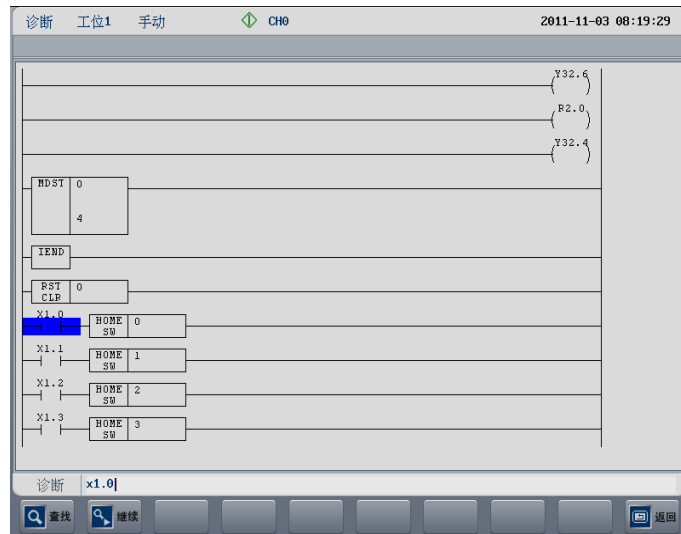 诊断 工位1 手动 CH0 2011-11-03 08:19:29
Y32.6
R2.0
Y32.4
MDST 0
4
IEND
RST 0
CLR
X1.0
HOME 0
SW
X1.1
HOME 1
SW
X1.2
HOME 2
SW
X1.3
HOME 3
SW
诊断 x1.0
查找 继续 返回